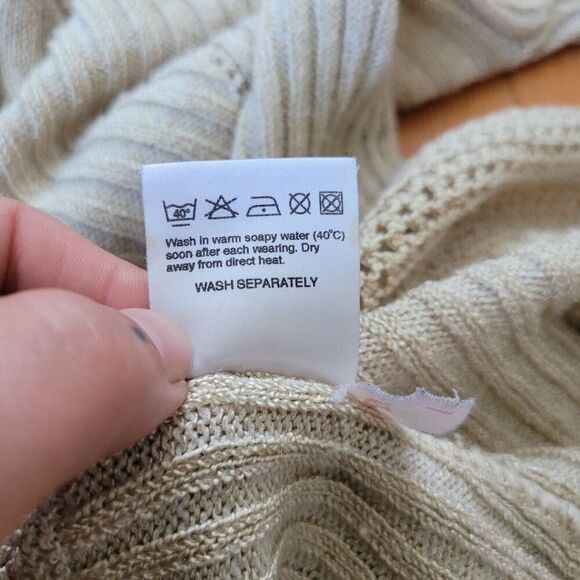 40°
Wash in warm soapy water (40°C)
soon after each wearing. Dry
away from direct heat.
WASH SEPARATELY